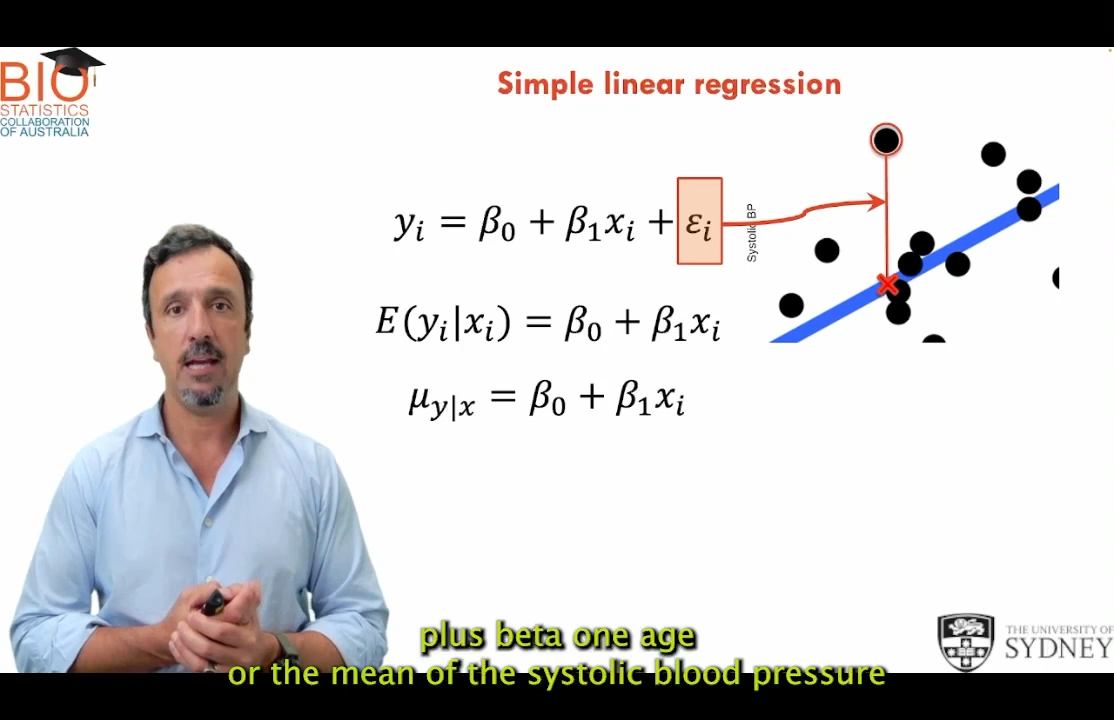 BIO
STATISTICS
COLLABORATION
OF AUSTRALIA
Simple linear regression
yᵢ = β₀ + β₁xᵢ + εᵢ
Systolic BP
E(yᵢ|xᵢ) = β₀ + β₁xᵢ
μ_y|x = β₀ + β₁xᵢ
plus beta one age
or the mean of the systolic blood pressure
THE UNIVERSITY OF
SYDNEY